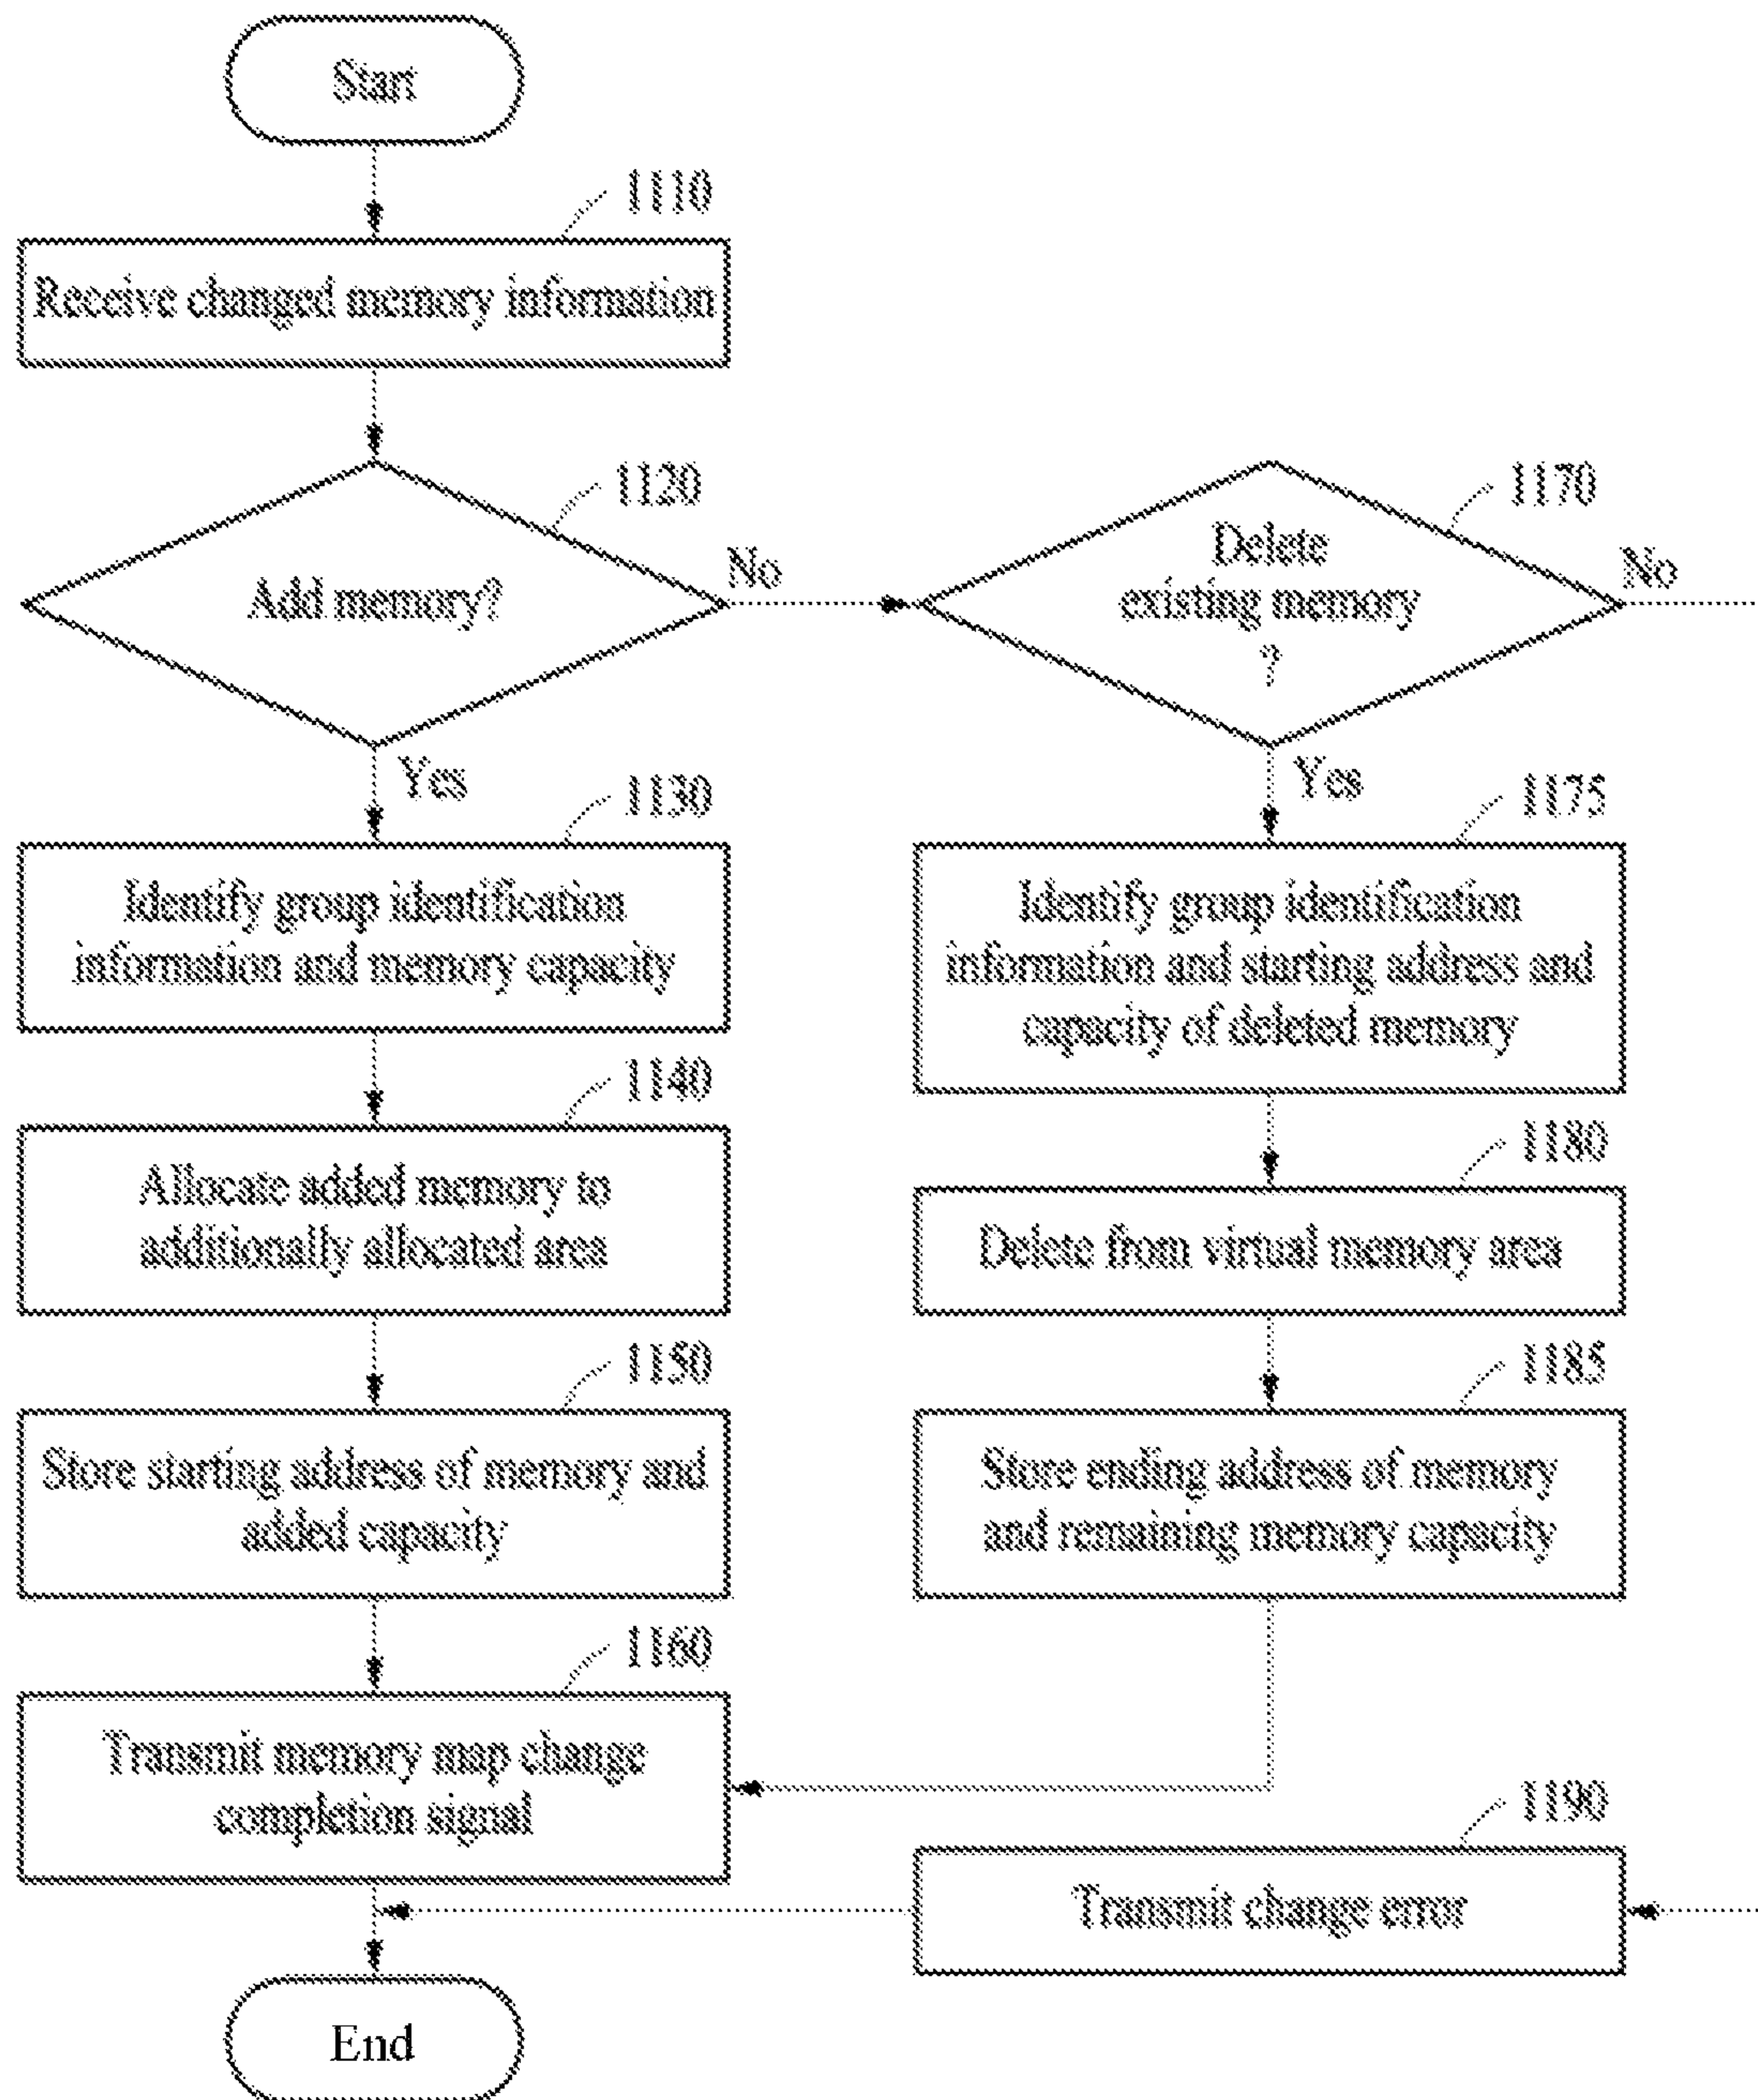 Start
1110
Receive changed memory information
1120
Add memory?
No
1170
Delete
existing memory
?
No
Yes
1130
Identify group identification
information and memory capacity
Yes
1175
Identify group identification
information and starting address and
capacity of deleted memory
1140
Allocate added memory to
additionally allocated area
1180
Delete from virtual memory area
1150
Store starting address of memory and
added capacity
1185
Store ending address of memory
and remaining memory capacity
1160
Transmit memory map change
completion signal
1190
Transmit change error
End